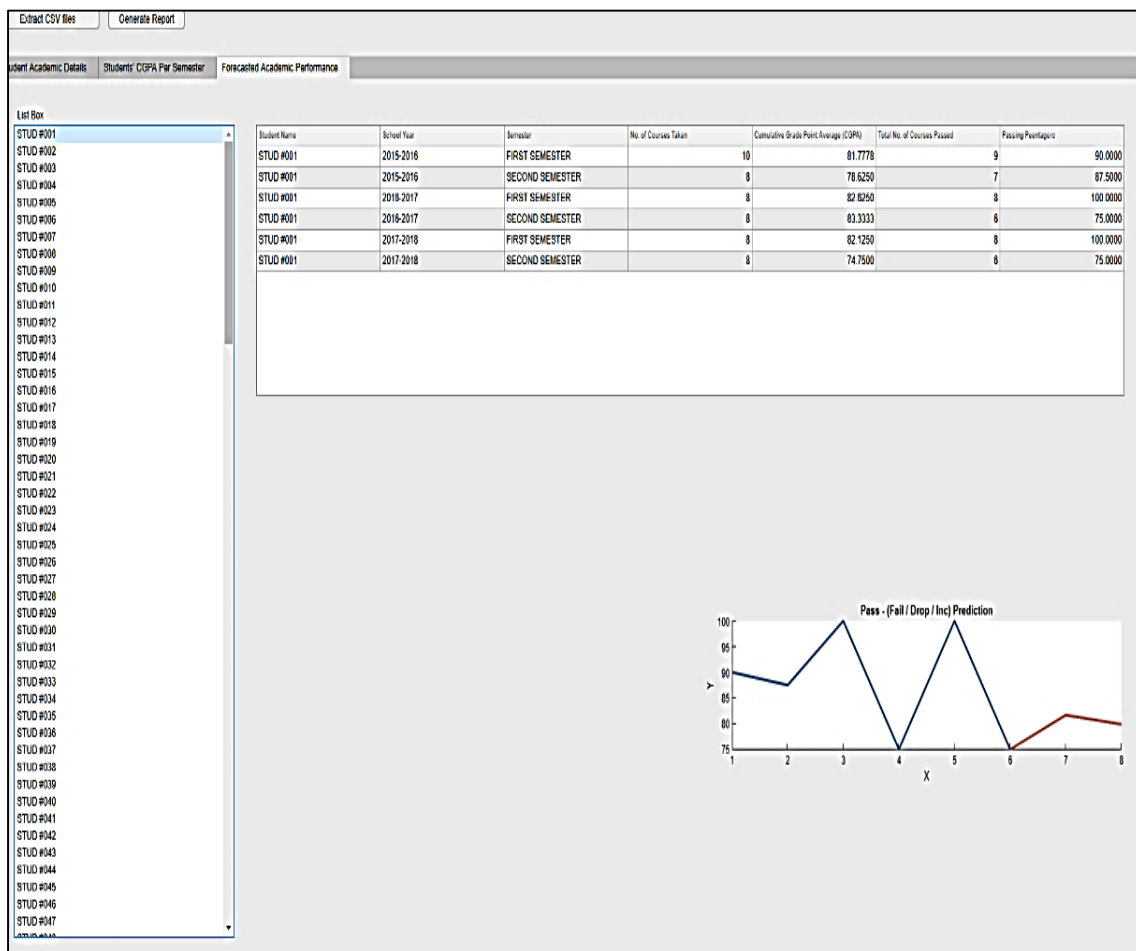 Extract CSV files Generate Report
udent Academic Details Students' CGPA Per Semester Forecasted Academic Performance
List Box
STUD #001
STUD #002
STUD #003
STUD #004
STUD #005
STUD #006
STUD #007
STUD #008
STUD #009
STUD #010
STUD #011
STUD #012
STUD #013
STUD #014
STUD #015
STUD #016
STUD #017
STUD #018
STUD #019
STUD #020
STUD #021
STUD #022
STUD #023
STUD #024
STUD #025
STUD #026
STUD #027
STUD #028
STUD #029
STUD #030
STUD #031
STUD #032
STUD #033
STUD #034
STUD #035
STUD #036
STUD #037
STUD #038
STUD #039
STUD #040
STUD #041
STUD #042
STUD #043
STUD #044
STUD #045
STUD #046
STUD #047
Student Name School Year Semester No. of Courses Taken Cumulative Grade Point Average (CGPA) Total No. of Courses Passed Passing
STUD #001 2015-2016 FIRST SEMESTER 10 81.7778 9 90.0000
STUD #001 2015-2016 SECOND SEMESTER 8 78.6250 7 87.5000
STUD #001 2016-2017 FIRST SEMESTER 8 82.6250 8 100.0000
STUD #001 2016-2017 SECOND SEMESTER 8 83.3333 6 75.0000
STUD #001 2017-2018 FIRST SEMESTER 8 82.1250 8 100.0000
STUD #001 2017-2018 SECOND SEMESTER 8 74.7500 6 75.0000
Pass - (Fail / Drop / Inc) Prediction
100
95
90
85
80
75
Y
1 2 3 4 5 6 7 8
X